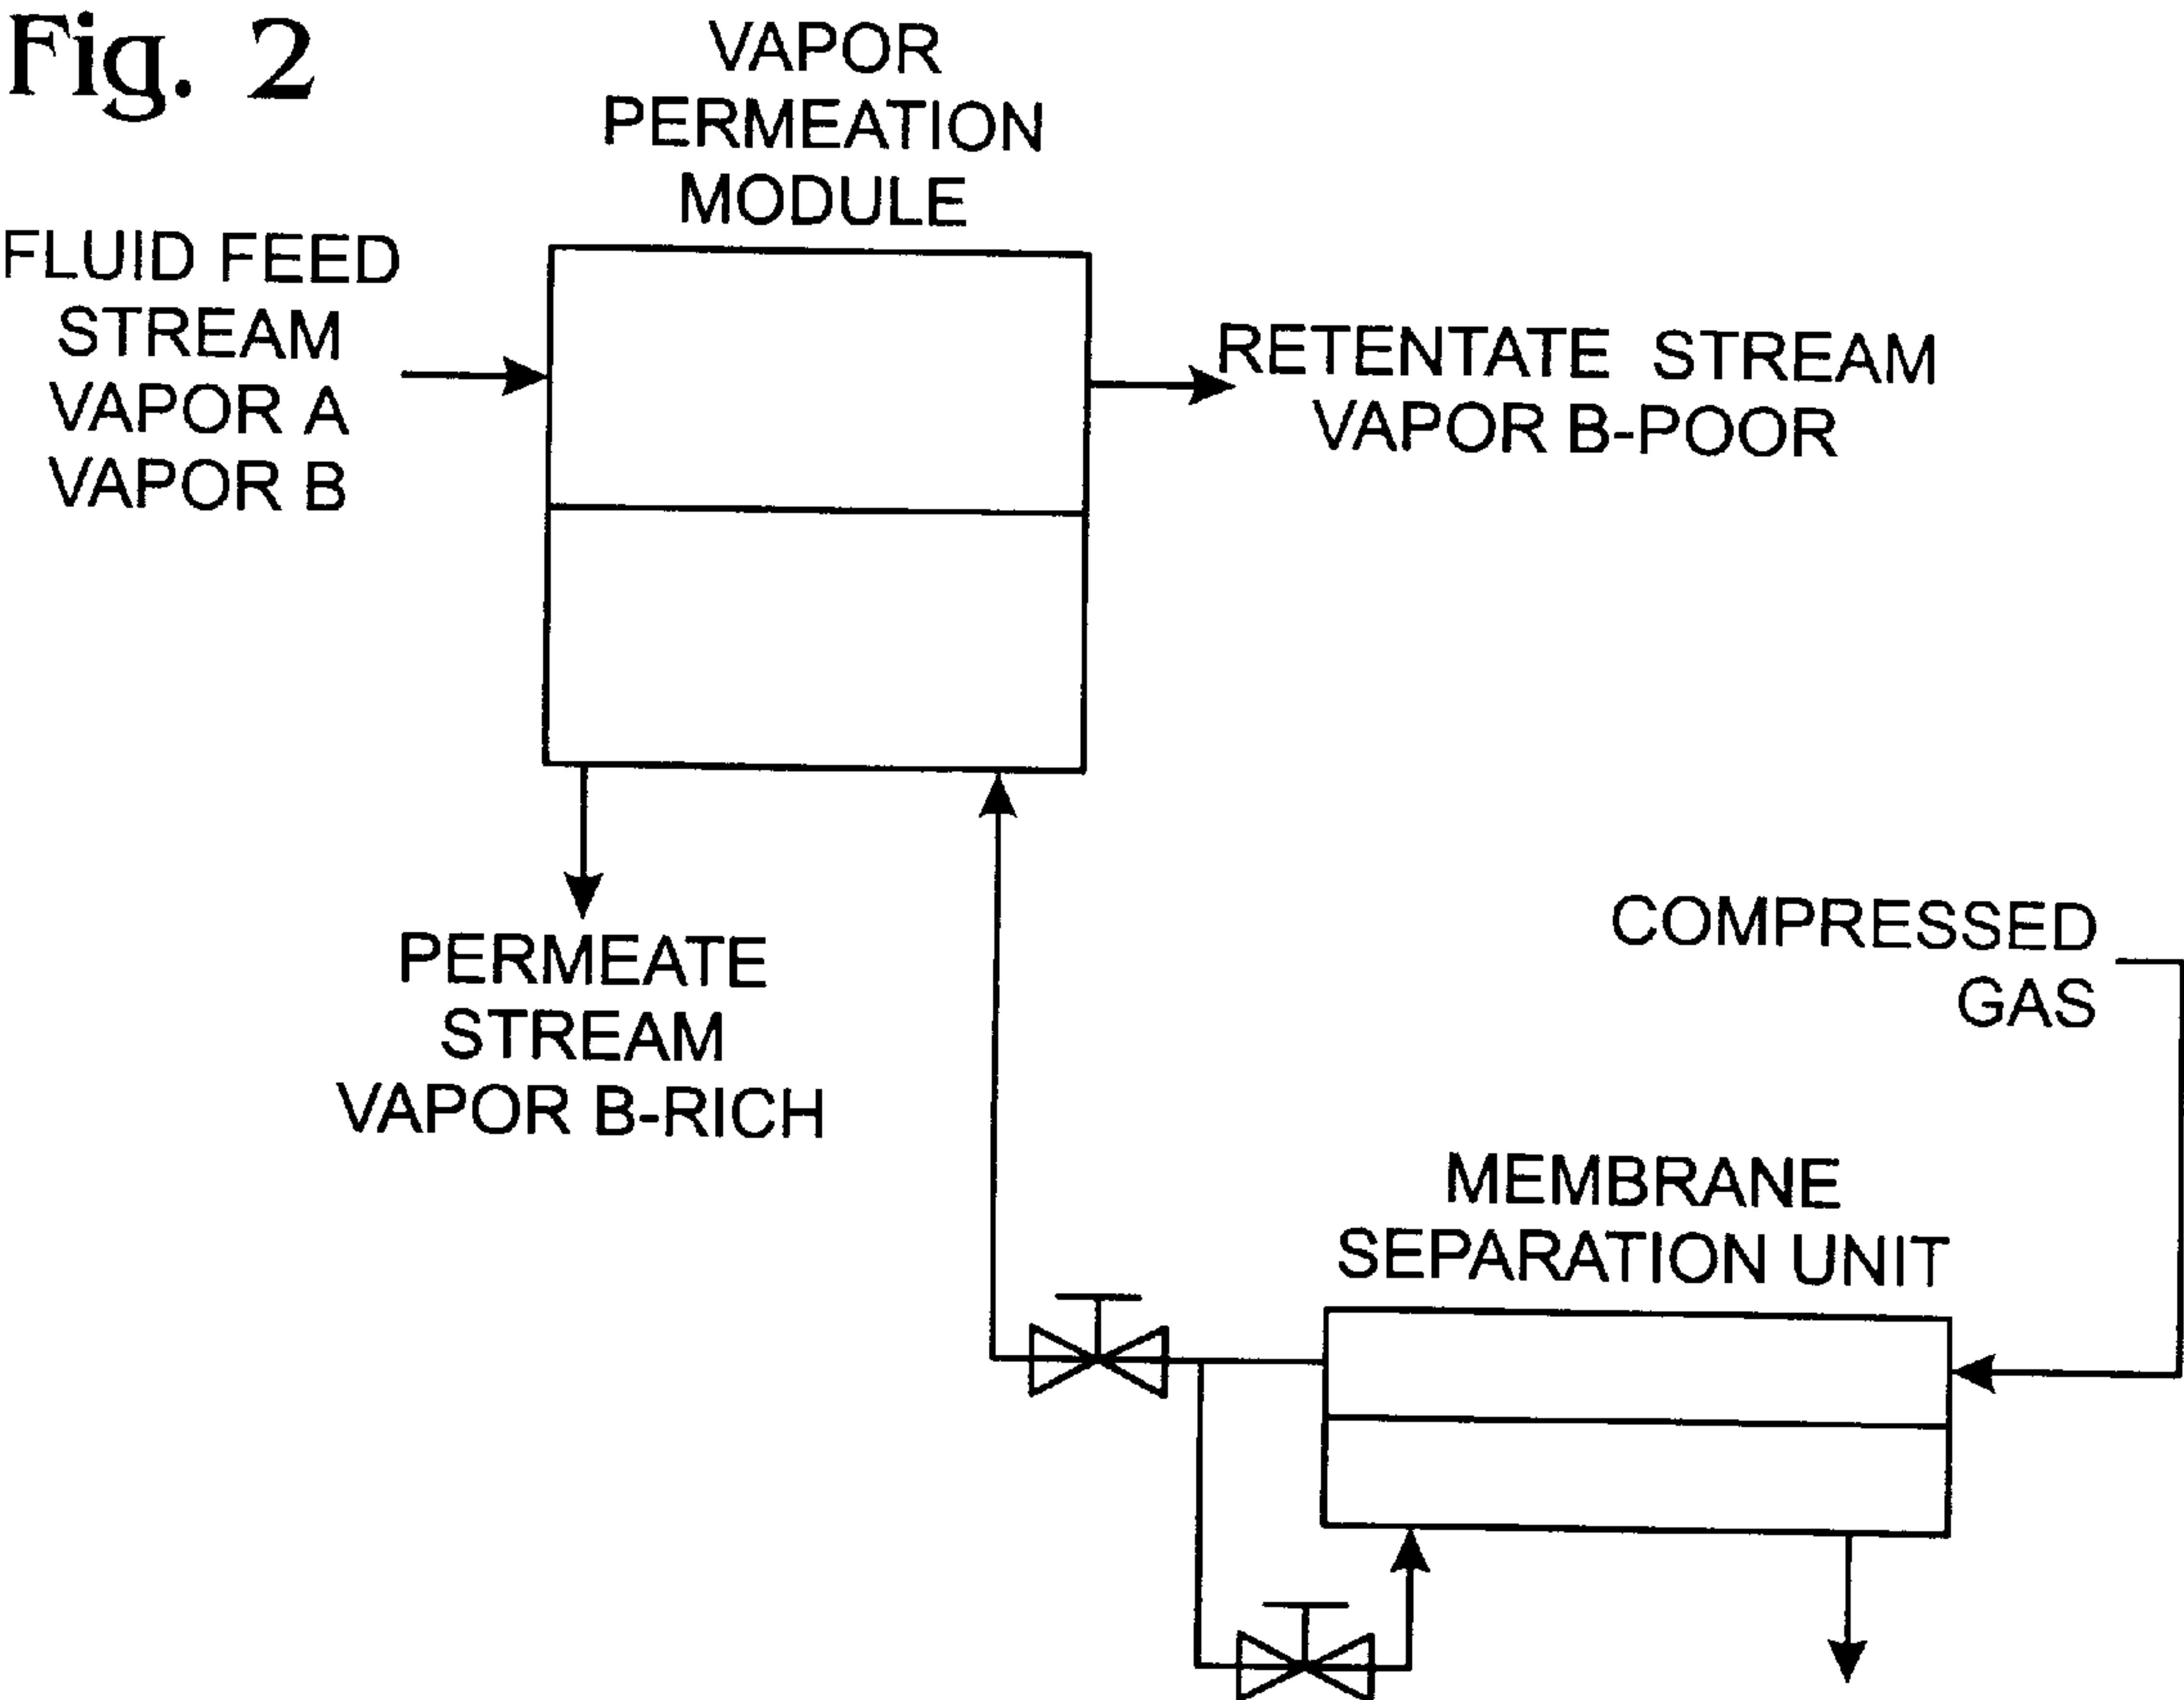 Fig. 2
VAPOR
PERMEATION
MODULE
FLUID FEED
STREAM
VAPOR A
VAPOR B
RETENTATE STREAM
VAPOR B-POOR
PERMEATE
STREAM
VAPOR B-RICH
COMPRESSED
GAS
MEMBRANE
SEPARATION UNIT